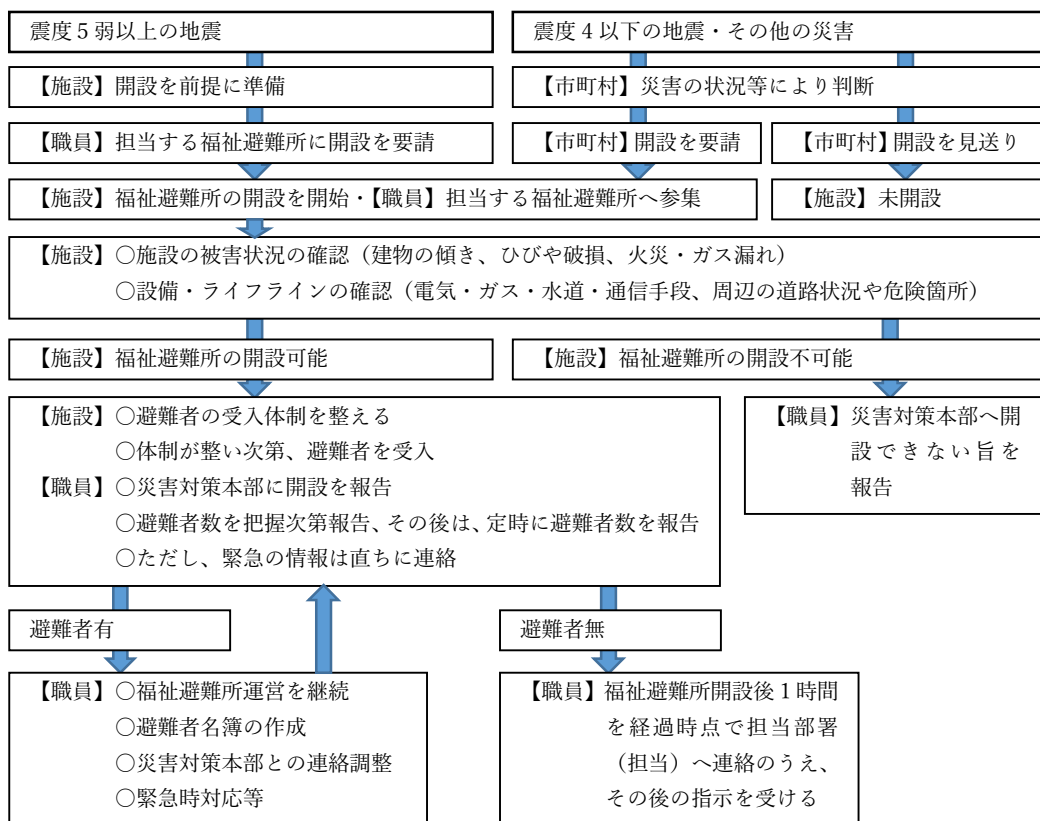 震度5弱以上の地震
震度4以下の地震・その他の災害
【施設】開設を前提に準備
【市町村】災害の状況等により判断
【職員】担当する福祉避難所に開設を要請
【市町村】開設を要請
【市町村】開設を見送り
【施設】福祉避難所の開設を開始・【職員】担当する福祉避難所へ参集
【施設】未開設
【施設】〇施設の被害状況の確認（建物の傾き、ひびや破損、火災・ガス漏れ）
〇設備・ライフラインの確認（電気・ガス・水道・通信手段、周辺の道路状況や危険箇所）
【施設】福祉避難所の開設可能
【施設】福祉避難所の開設不可能
【施設】〇避難者の受入体制を整える
〇体制が整い次第、避難者を受入
【職員】〇災害対策本部に開設を報告
〇避難者数を把握次第報告、その後は、定時に避難者数を報告
〇ただし、緊急の情報は直ちに連絡
【職員】災害対策本部へ開
設できない旨を
報告
避難者有
避難者無
【職員】〇福祉避難所運営を継続
〇避難者名簿の作成
〇災害対策本部との連絡調整
〇緊急時対応等
【職員】福祉避難所開設後1時間
を経過時点で担当部署
（担当）へ連絡のうえ、
その後の指示を受ける